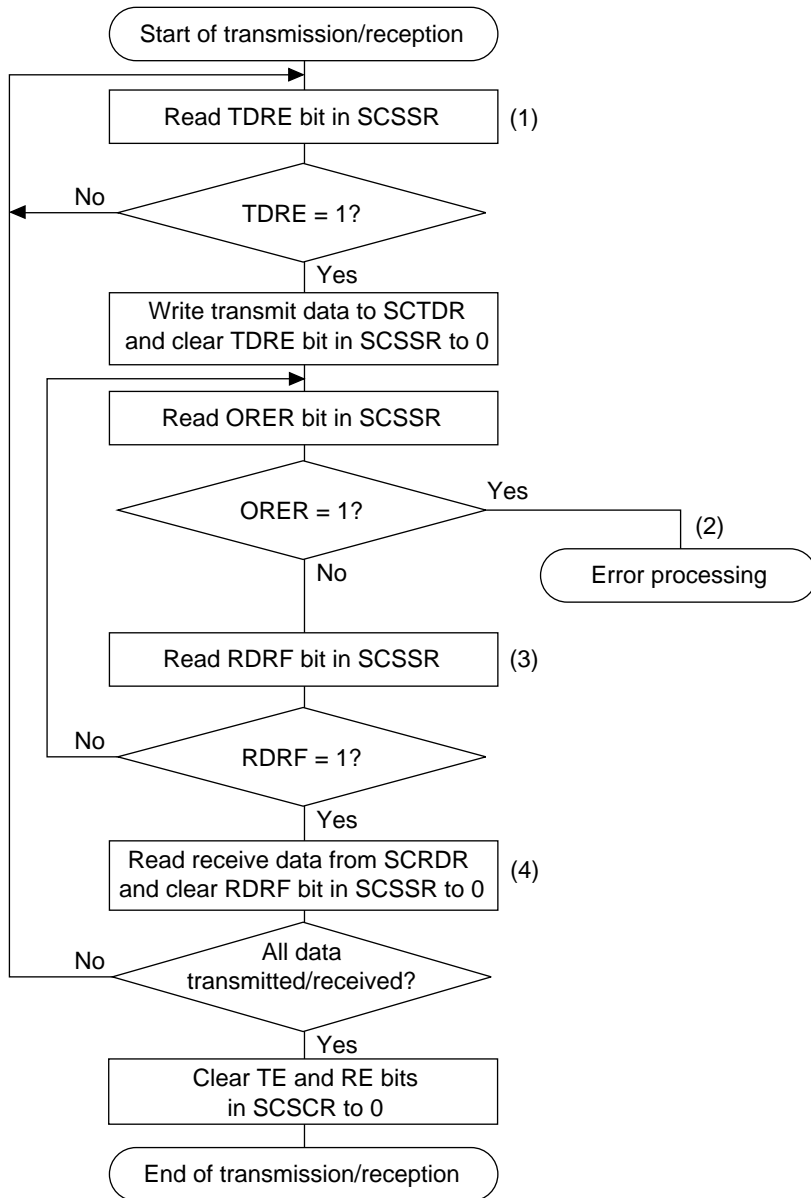 Start of transmission/reception
Read TDRE bit in SCSSR
(1)
No
TDRE = 1?
Yes
Write transmit data to SCTDR
and clear TDRE bit in SCSSR to 0
Read ORER bit in SCSSR
Yes
ORER = 1?
(2)
No
Error processing
Read RDRF bit in SCSSR
(3)
No
RDRF = 1?
Yes
Read receive data from SCRDR
and clear RDRF bit in SCSSR to 0
(4)
All data
transmitted/received?
No
Yes
Clear TE and RE bits
in SCSCR to 0
End of transmission/reception